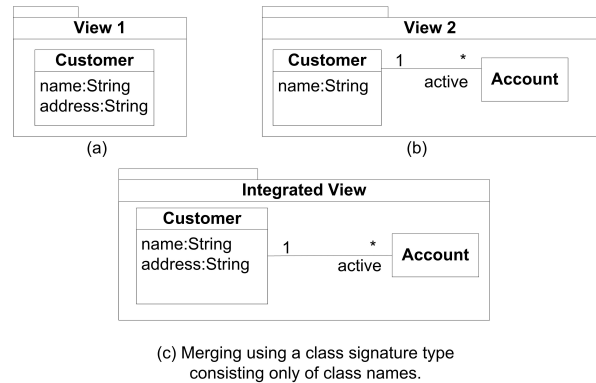 View 1
Customer
name:String
address:String
(a)
View 2
Customer
name:String
1
*
active
Account
(b)
Integrated View
Customer
name:String
address:String
1
*
active
Account
(c) Merging using a class signature type
consisting only of class names.